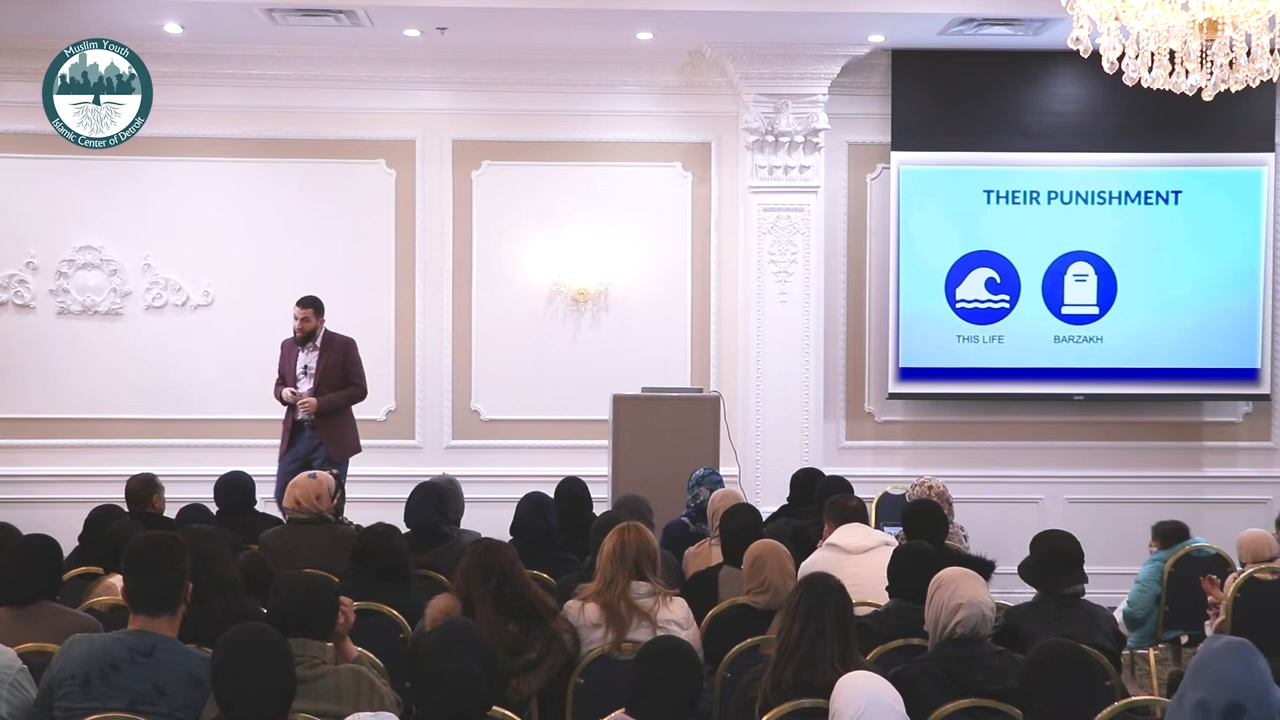 Muslim Youth
Islamic Center of Detroit
THEIR PUNISHMENT
THIS LIFE
BARZAKH